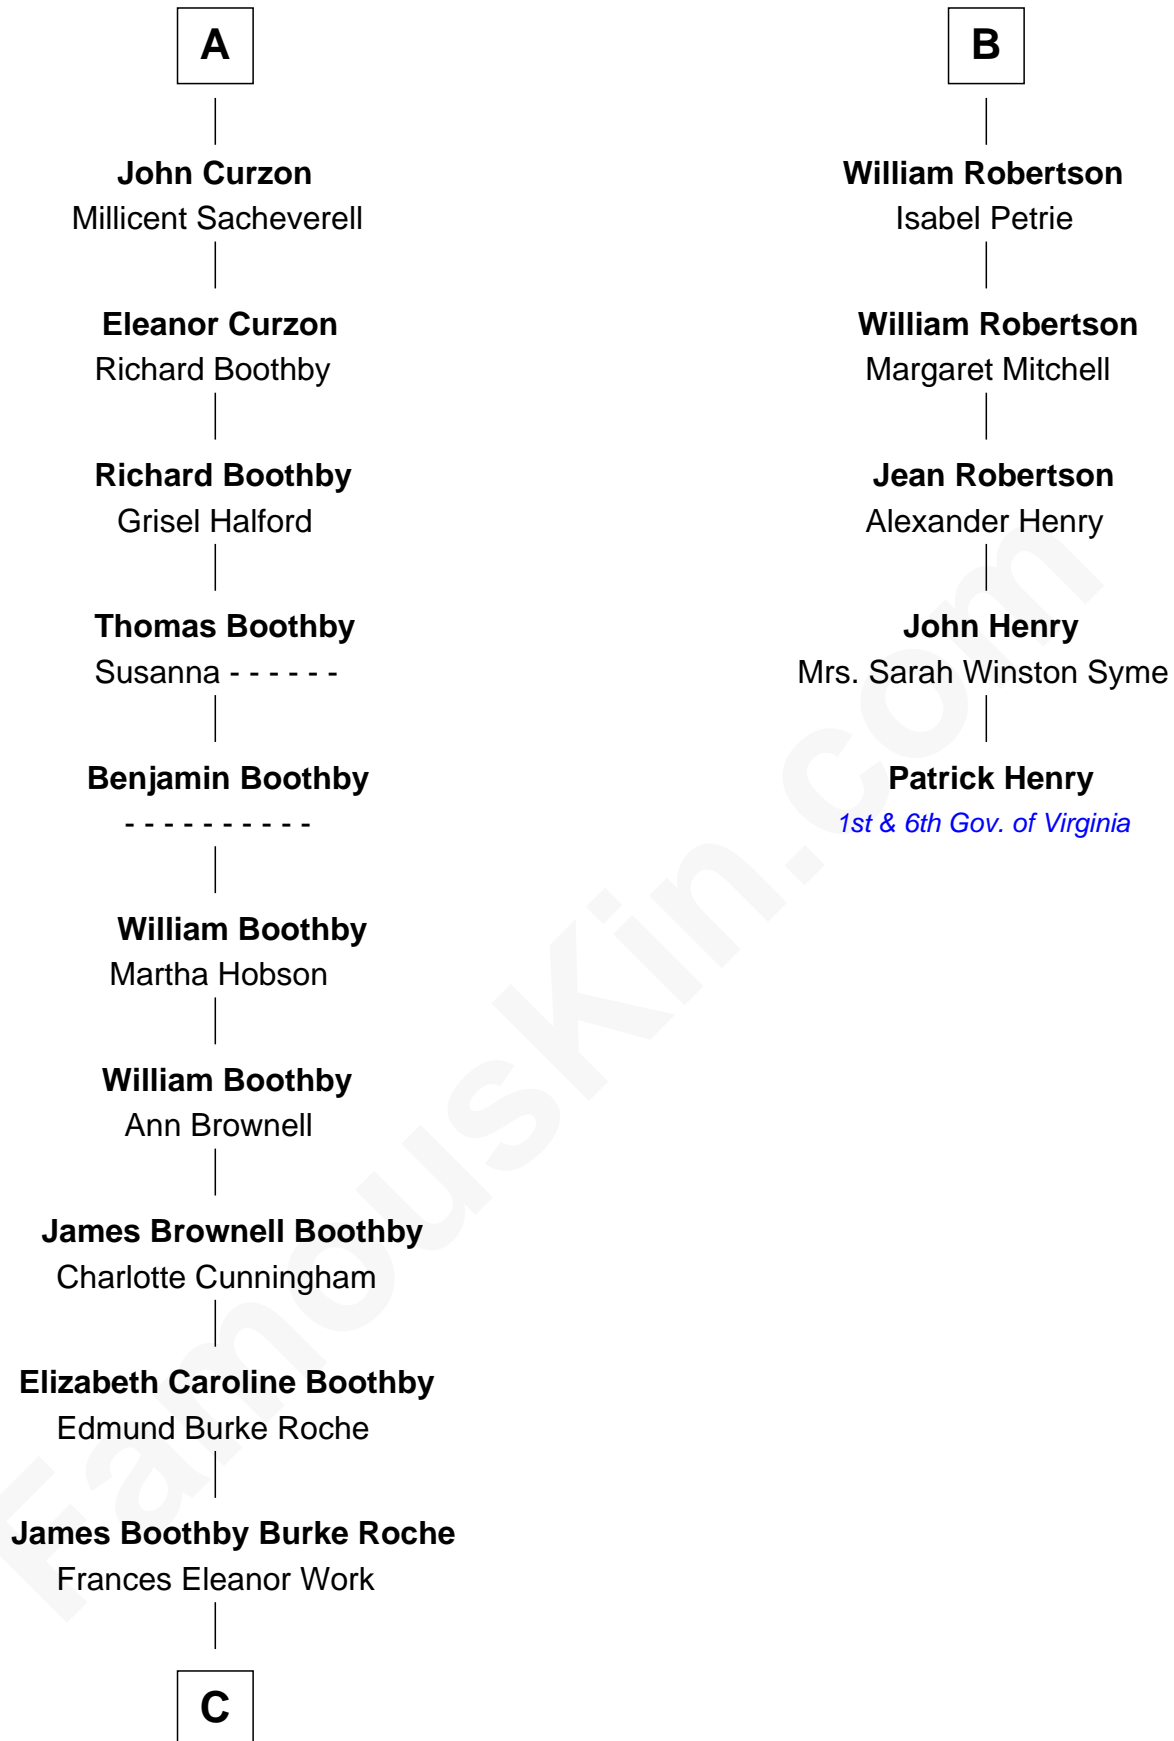 A
John Curzon
Millicent Sacheverell
Eleanor Curzon
Richard Boothby
Richard Boothby
Grisel Halford
Thomas Boothby
Susanna - - - - - -
Benjamin Boothby
- - - - - - - - - -
William Boothby
Martha Hobson
William Boothby
Ann Brownell
James Brownell Boothby
Charlotte Cunningham
Elizabeth Caroline Boothby
Edmund Burke Roche
James Boothby Burke Roche
Frances Eleanor Work
C
B
William Robertson
Isabel Petrie
William Robertson
Margaret Mitchell
Jean Robertson
Alexander Henry
John Henry
Mrs. Sarah Winston Syme
Patrick Henry
1st & 6th Gov. of Virginia
FamousKin.com